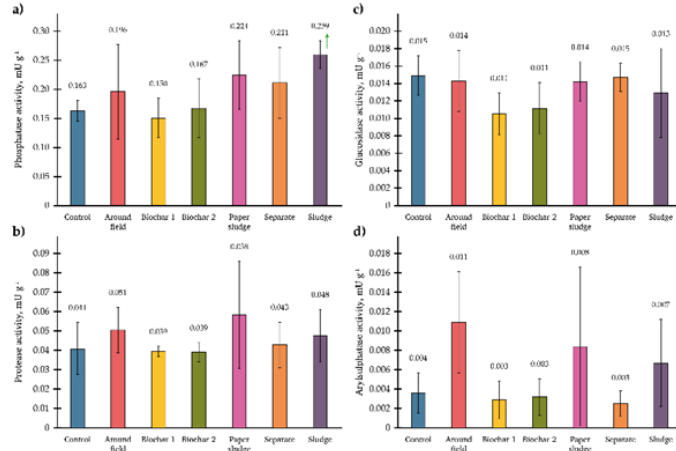 a)
Phosphatase activity, mU g⁻¹
0.30
0.25
0.20
0.15
0.10
0.05
0
0.163
0.196
0.150
0.167
0.224
0.211
0.259
Control
Around field
Biochar 1
Biochar 2
Paper sludge
Separate
Sludge
c)
Glucosidase activity, mU g⁻¹
0.020
0.018
0.016
0.014
0.012
0.010
0.008
0.006
0.004
0.002
0
0.015
0.014
0.011
0.011
0.014
0.015
0.013
Control
Around field
Biochar 1
Biochar 2
Paper sludge
Separate
Sludge
b)
Protease activity, mU g⁻¹
0.09
0.08
0.07
0.06
0.05
0.04
0.03
0.02
0.01
0
0.041
0.051
0.039
0.039
0.058
0.043
0.048
Control
Around field
Biochar 1
Biochar 2
Paper sludge
Separate
Sludge
d)
Arylsulphatase activity, mU g⁻¹
0.018
0.016
0.014
0.012
0.010
0.008
0.006
0.004
0.002
0
0.004
0.011
0.003
0.003
0.008
0.003
0.007
Control
Around field
Biochar 1
Biochar 2
Paper sludge
Separate
Sludge